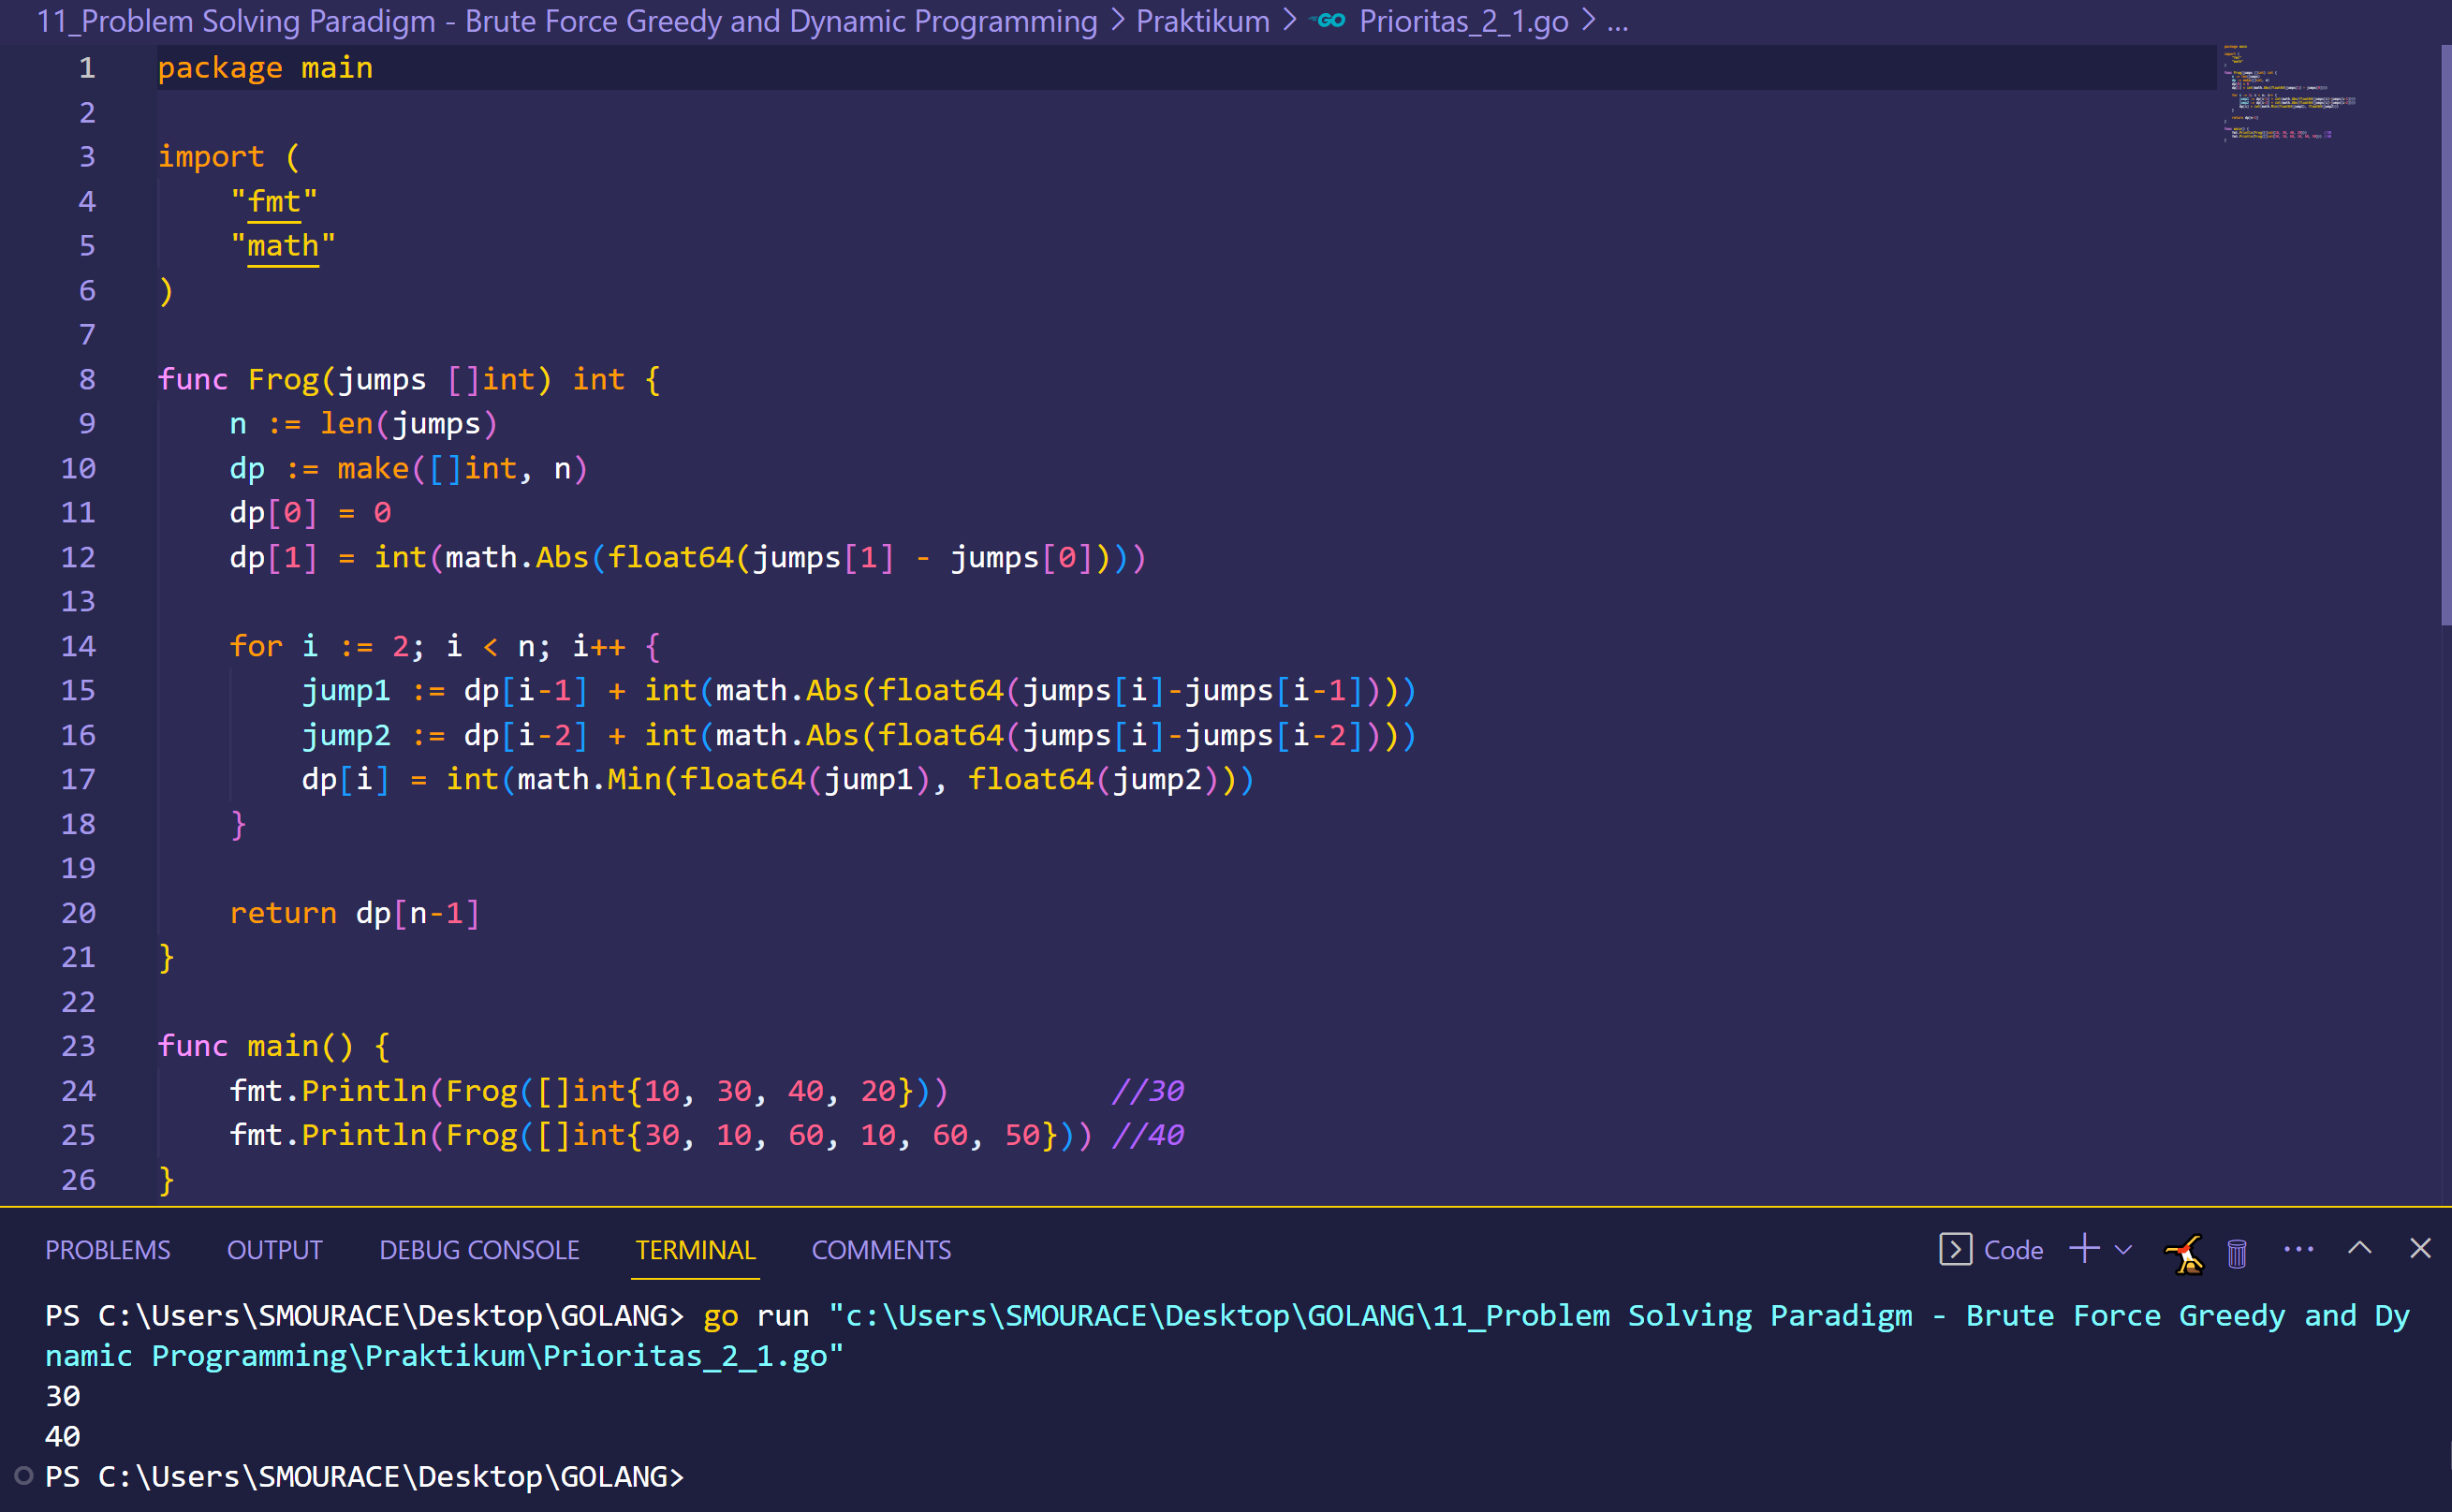 11_Problem Solving Paradigm - Brute Force Greedy and Dynamic Programming > Praktikum > GO Prioritas_2_1.go > ...
1 package main
2
3 import (
4     "fmt"
5     "math"
6 )
7
8 func Frog(jumps []int) int {
9     n := len(jumps)
10     dp := make([]int, n)
11     dp[0] = 0
12     dp[1] = int(math.Abs(float64(jumps[1] - jumps[0])))
13
14     for i := 2; i < n; i++ {
15         jump1 := dp[i-1] + int(math.Abs(float64(jumps[i]-jumps[i-1])))
16         jump2 := dp[i-2] + int(math.Abs(float64(jumps[i]-jumps[i-2])))
17         dp[i] = int(math.Min(float64(jump1), float64(jump2)))
18     }
19
20     return dp[n-1]
21 }
22
23 func main() {
24     fmt.Println(Frog([]int{10, 30, 40, 20}))         //30
25     fmt.Println(Frog([]int{30, 10, 60, 10, 60, 50})) //40
26 }
PROBLEMS OUTPUT DEBUG CONSOLE TERMINAL COMMENTS Code
PS C:\Users\SMOURACE\Desktop\GOLANG> go run "c:\Users\SMOURACE\Desktop\GOLANG\11_Problem Solving Paradigm - Brute Force Greedy and Dy
namic Programming\Praktikum\Prioritas_2_1.go"
30
40
PS C:\Users\SMOURACE\Desktop\GOLANG>